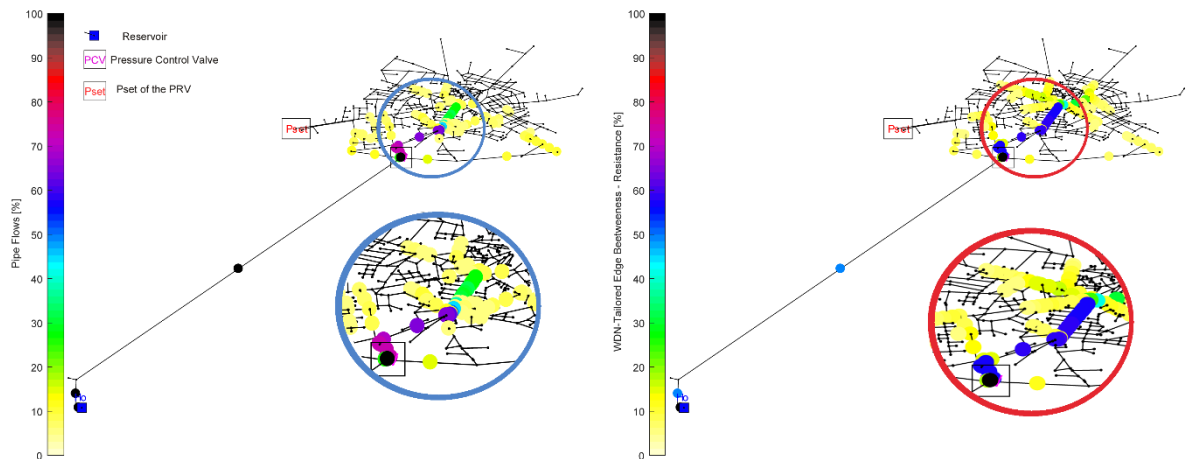 100
90
80
70
60
50
40
30
20
10
0
Pipe Flows [%]
Reservoir
PCV Pressure Control Valve
Pset Pset of the PRV
Pset
Io
100
90
80
70
60
50
40
30
20
10
0
WDN-Tailored Edge Beetweeness - Resistance [%]
Pset
Io